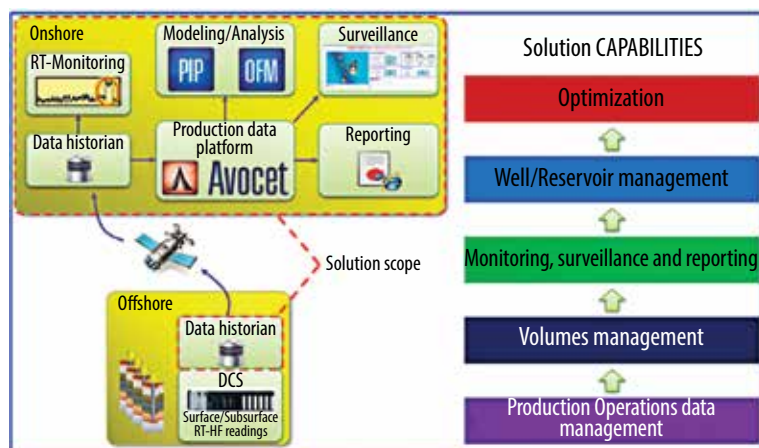 Onshore
RT-Monitoring
Data historian
Modeling/Analysis
PIP
OFM
Production data
platform
Avocet
Surveillance
Reporting
Solution scope
Offshore
Data historian
DCS
Surface/Subsurface
RT-HF readings
Solution CAPABILITIES
Optimization
Well/Reservoir management
Monitoring, surveillance and reporting
Volumes management
Production Operations data
management